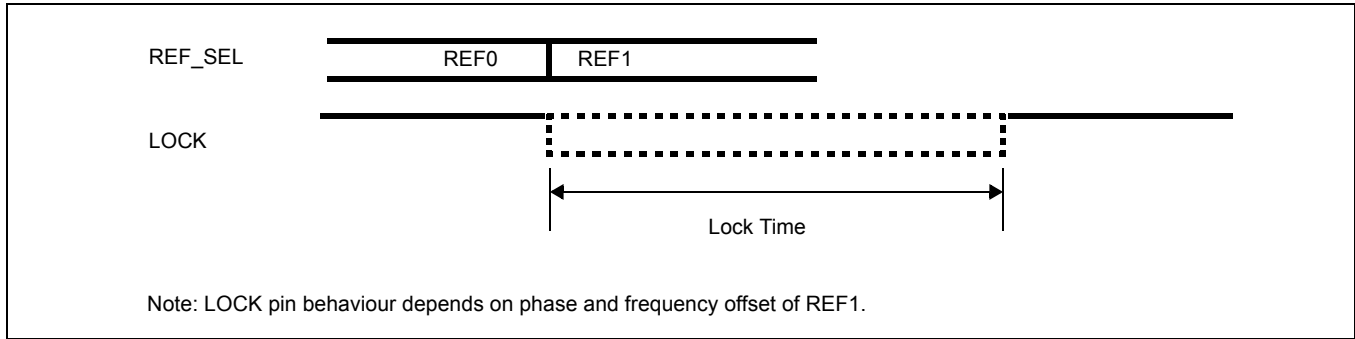 REF_SEL REF0 REF1
LOCK
Lock Time
Note: LOCK pin behaviour depends on phase and frequency offset of REF1.